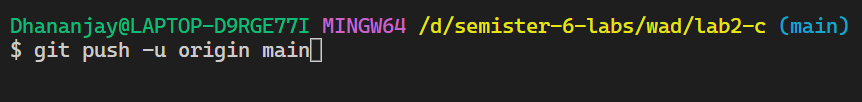 Dhananjay@LAPTOP-D9RGE77I MINGW64 /d/semister-6-labs/wad/lab2-c (main)
$ git push -u origin main